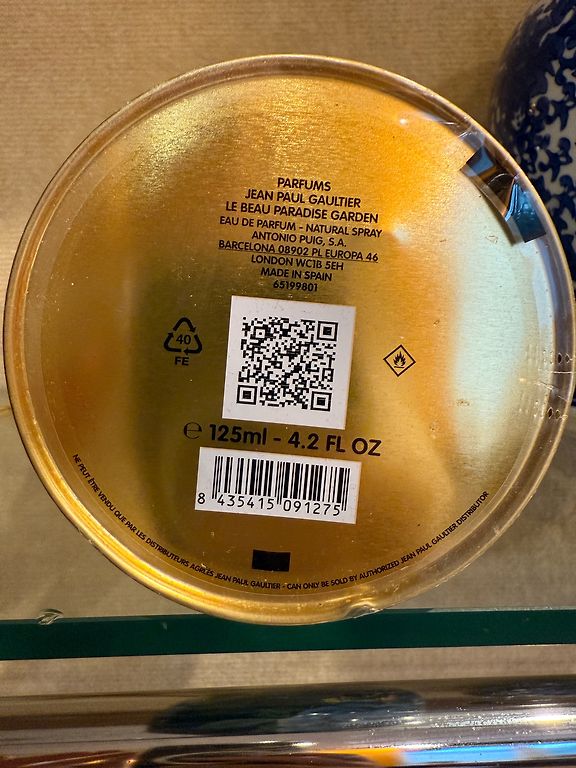 PARFUMS
JEAN PAUL GAULTIER
LE BEAU PARADISE GARDEN
EAU DE PARFUM - NATURAL SPRAY
ANTONIO PUIG, S.A.
BARCELONA 08902 PL EUROPA 46
LONDON WC1B 5EH
MADE IN SPAIN
65199801
40
FE
℮ 125ml - 4.2 FL OZ
8 435415 091275
NE PEUT ÊTRE VENDU QUE PAR LES DISTRIBUTEURS AGRÉÉS JEAN PAUL GAULTIER - CAN ONLY BE SOLD BY AUTHORIZED JEAN PAUL GAULTIER DISTRIBUTOR